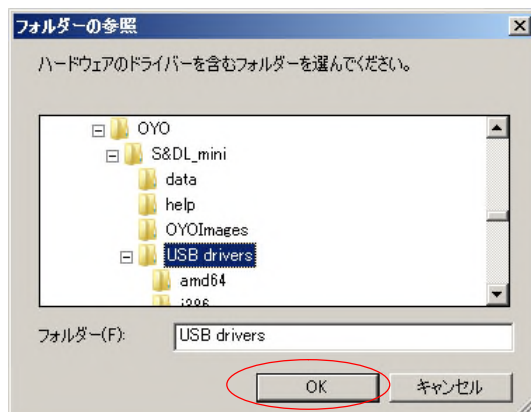 フォルダーの参照
ハードウェアのドライバーを含むフォルダーを選んでください。
OYO
S&DL_mini
data
help
OYOImages
USB drivers
amd64
i386
フォルダー(F):
USB drivers
OK
キャンセル